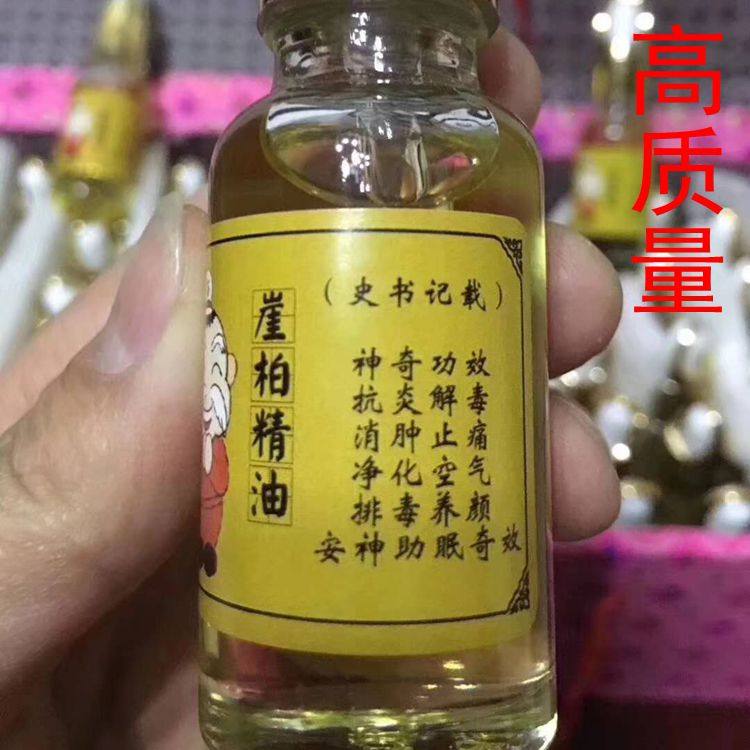 高质量
崖柏精油
(史书记载)
神奇功效
抗炎解毒
消肿止痛
净化空气
排毒养颜
安神助眠奇效